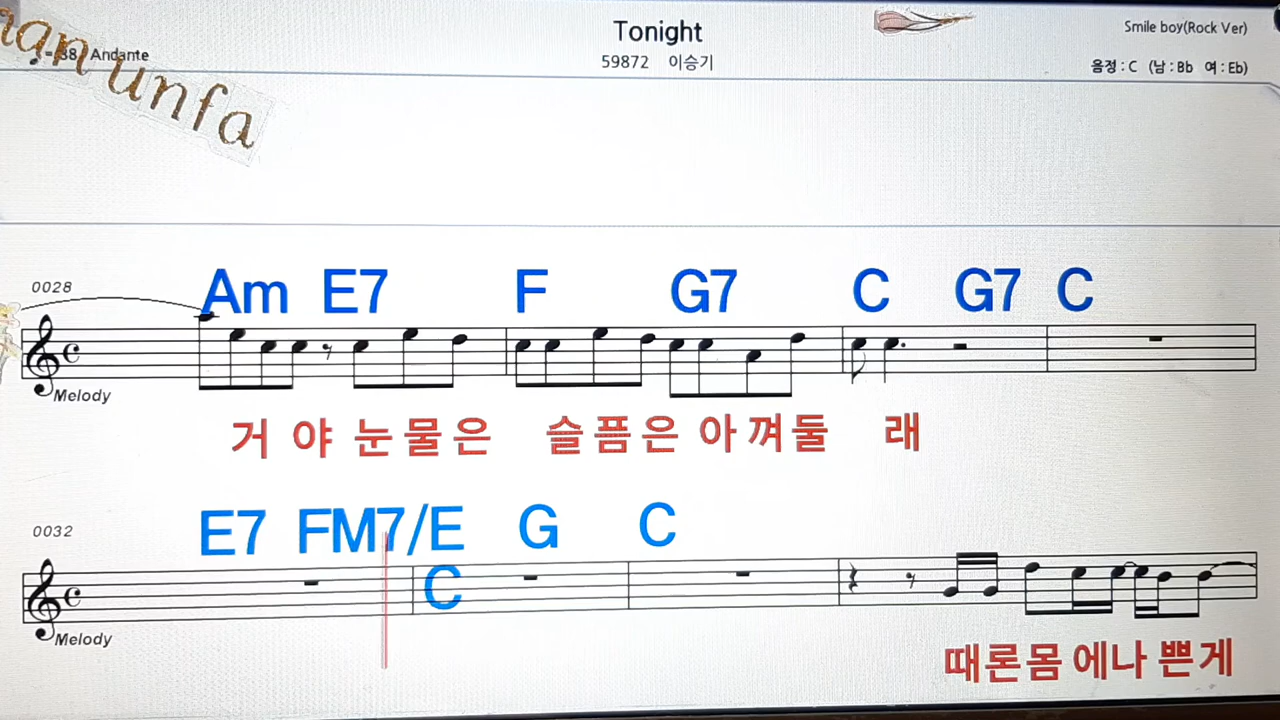 Tonight
Smile boy(Rock Ver)
Andante
59872 이승기
음정 : C (남 : Bb 여 : Eb)
unfa
0028
Am E7 F G7 C G7 C
Melody
거 야 눈 물 은 슬 픔 은 아 껴 둘 래
0032
E7 FM7/E G C
C
Melody
때 론 몸 에 나 쁜 게